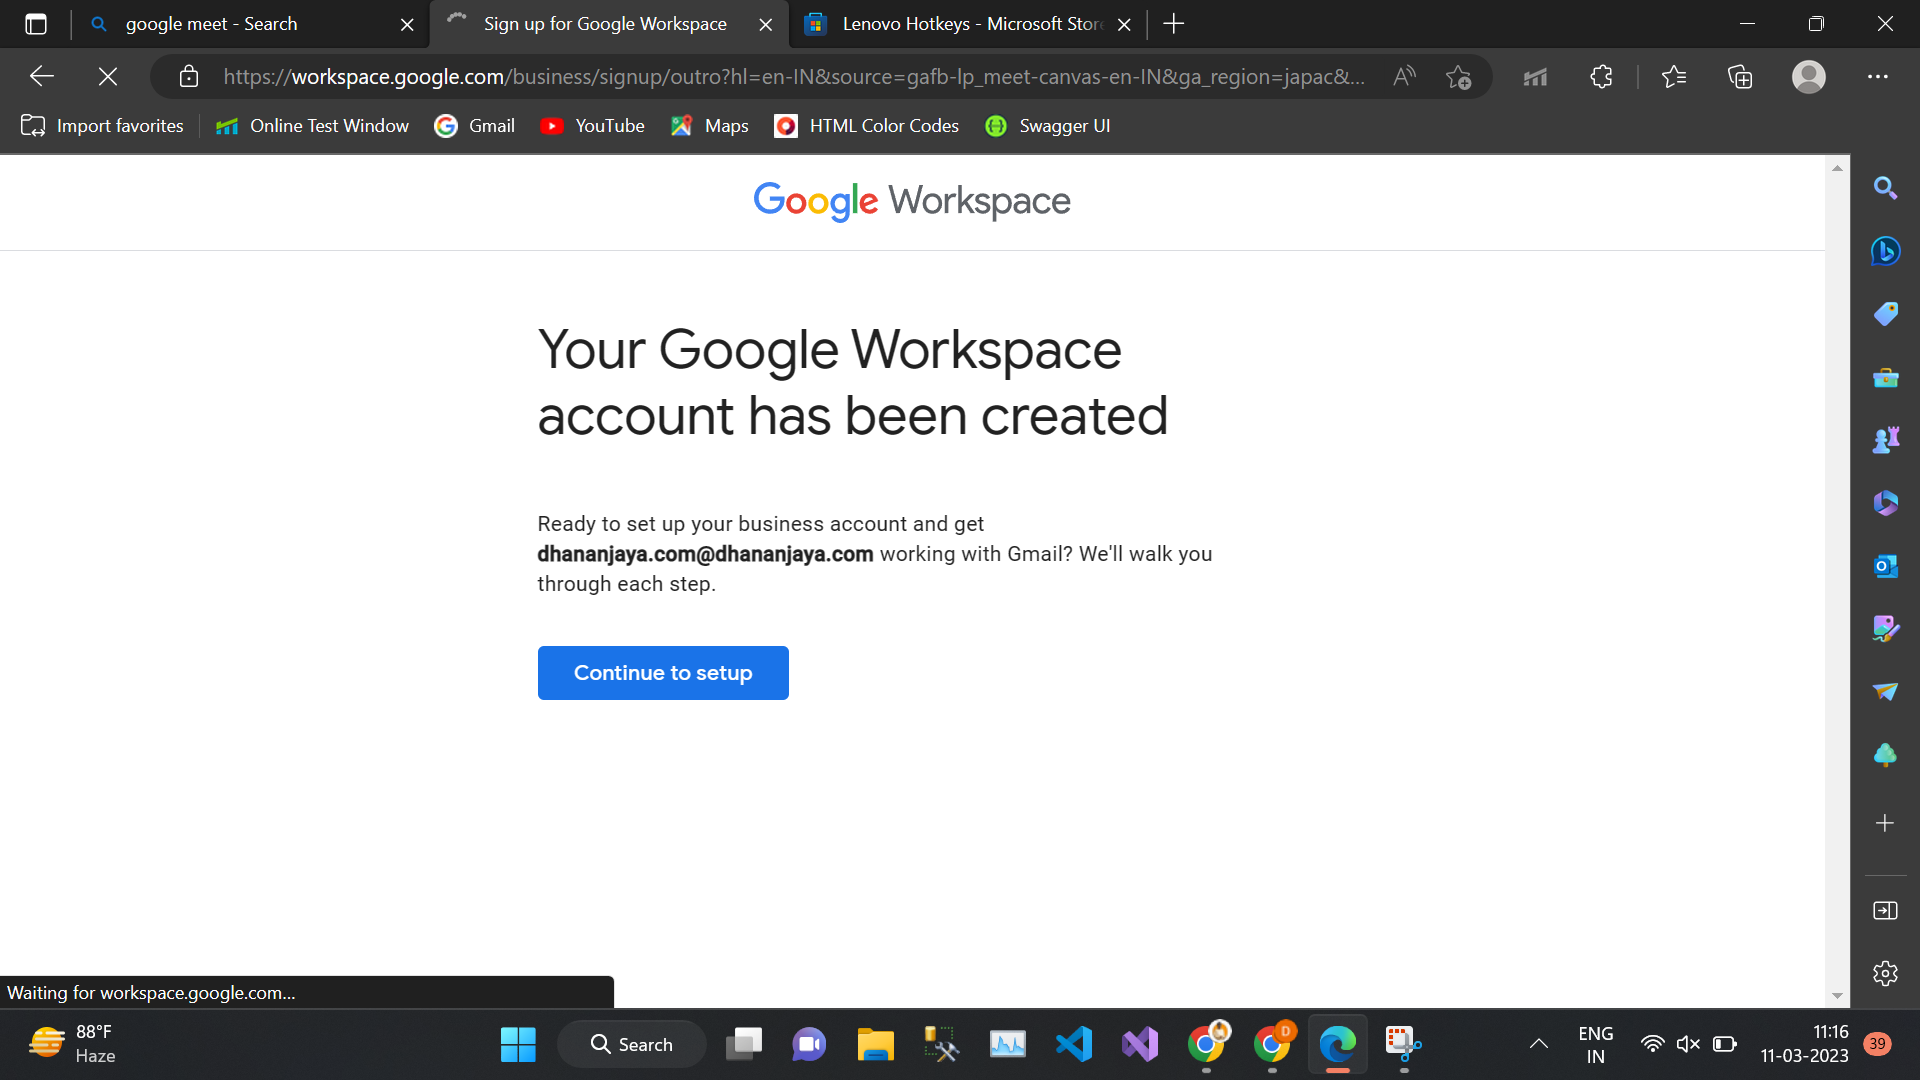 google meet - Search
Sign up for Google Workspace
Lenovo Hotkeys - Microsoft Store
https://workspace.google.com/business/signup/outro?hl=en-IN&source=gafb-lp_meet-canvas-en-IN&ga_region=japac&...
Import favorites
Online Test Window
Gmail
YouTube
Maps
HTML Color Codes
Swagger UI
Google Workspace
Your Google Workspace
account has been created
Ready to set up your business account and get
dhananjaya.com@dhananjaya.com working with Gmail? We'll walk you
through each step.
Continue to setup
Waiting for workspace.google.com...
88°F
Haze
Search
D
ENG
IN
11:16
11-03-2023
39